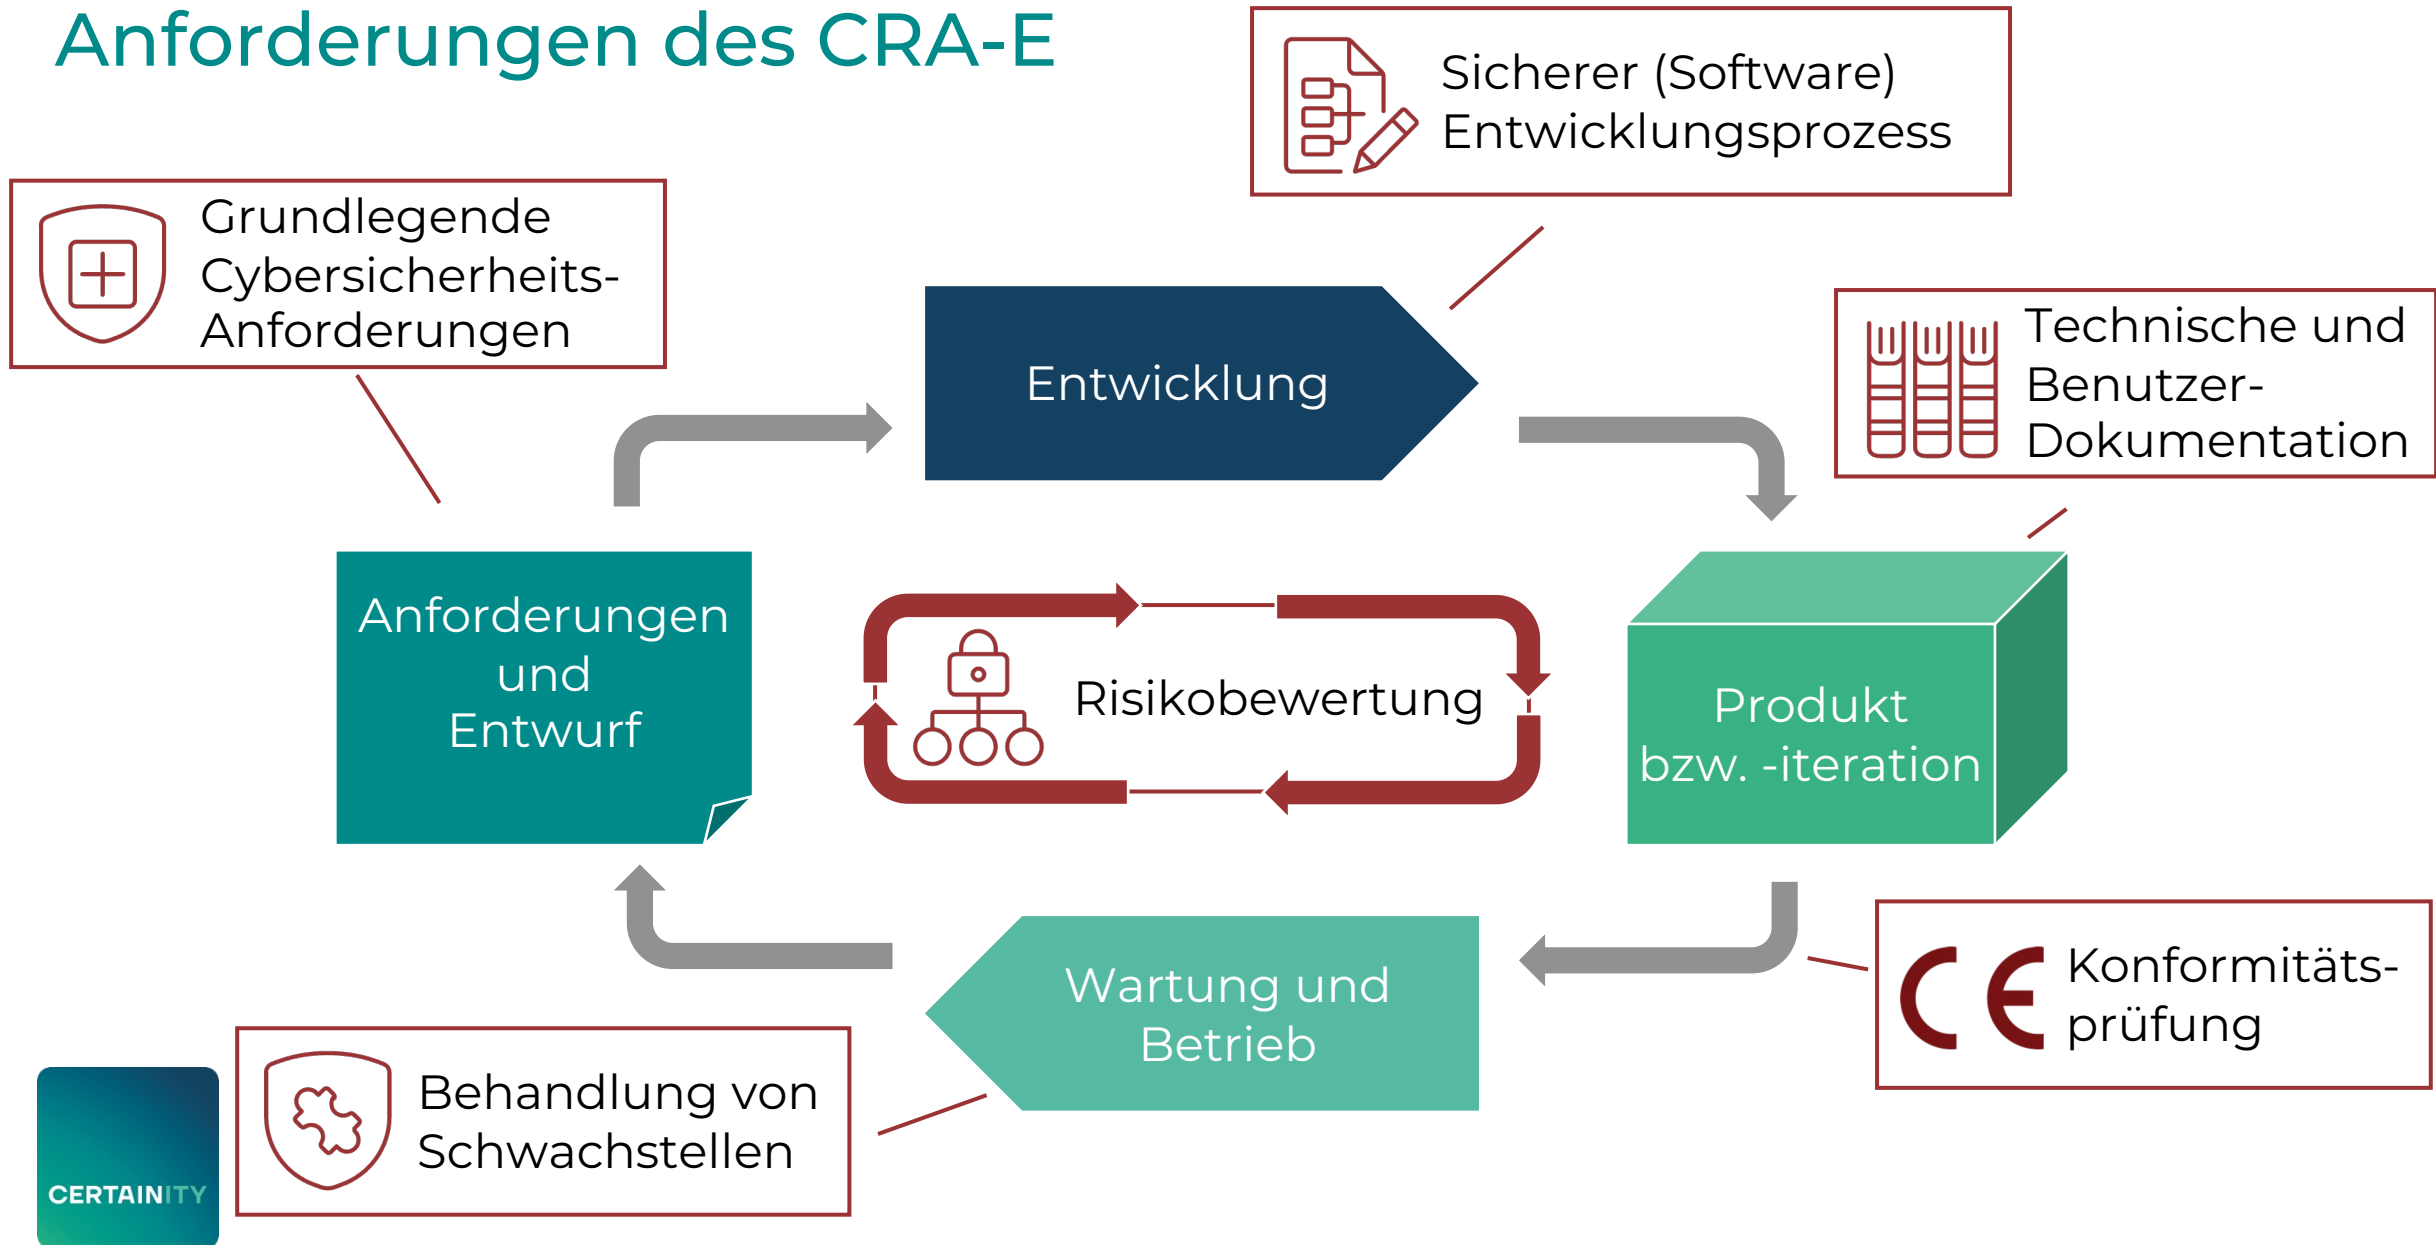 Anforderungen des CRA-E
Sicherer (Software)
Entwicklungsprozess
Grundlegende
Cybersicherheits-
Anforderungen
Entwicklung
Technische und
Benutzer-
Dokumentation
Anforderungen
und
Entwurf
Risikobewertung
Produkt
bzw. -iteration
Wartung und
Betrieb
CE
Konformitäts-
prüfung
Behandlung von
Schwachstellen
CERTAINITY